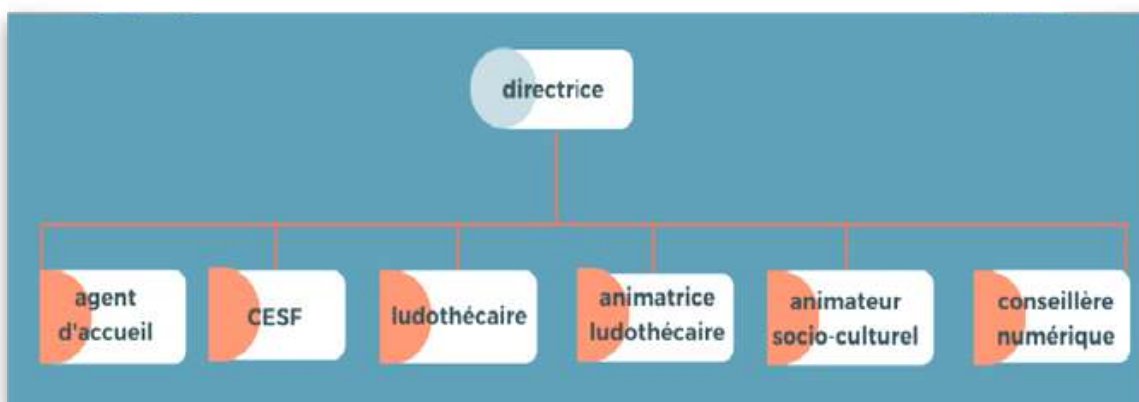 directrice
agent
d'accueil
CESF
ludothécaire
animatrice
ludothécaire
animateur
socio-culturel
conseillère
numérique